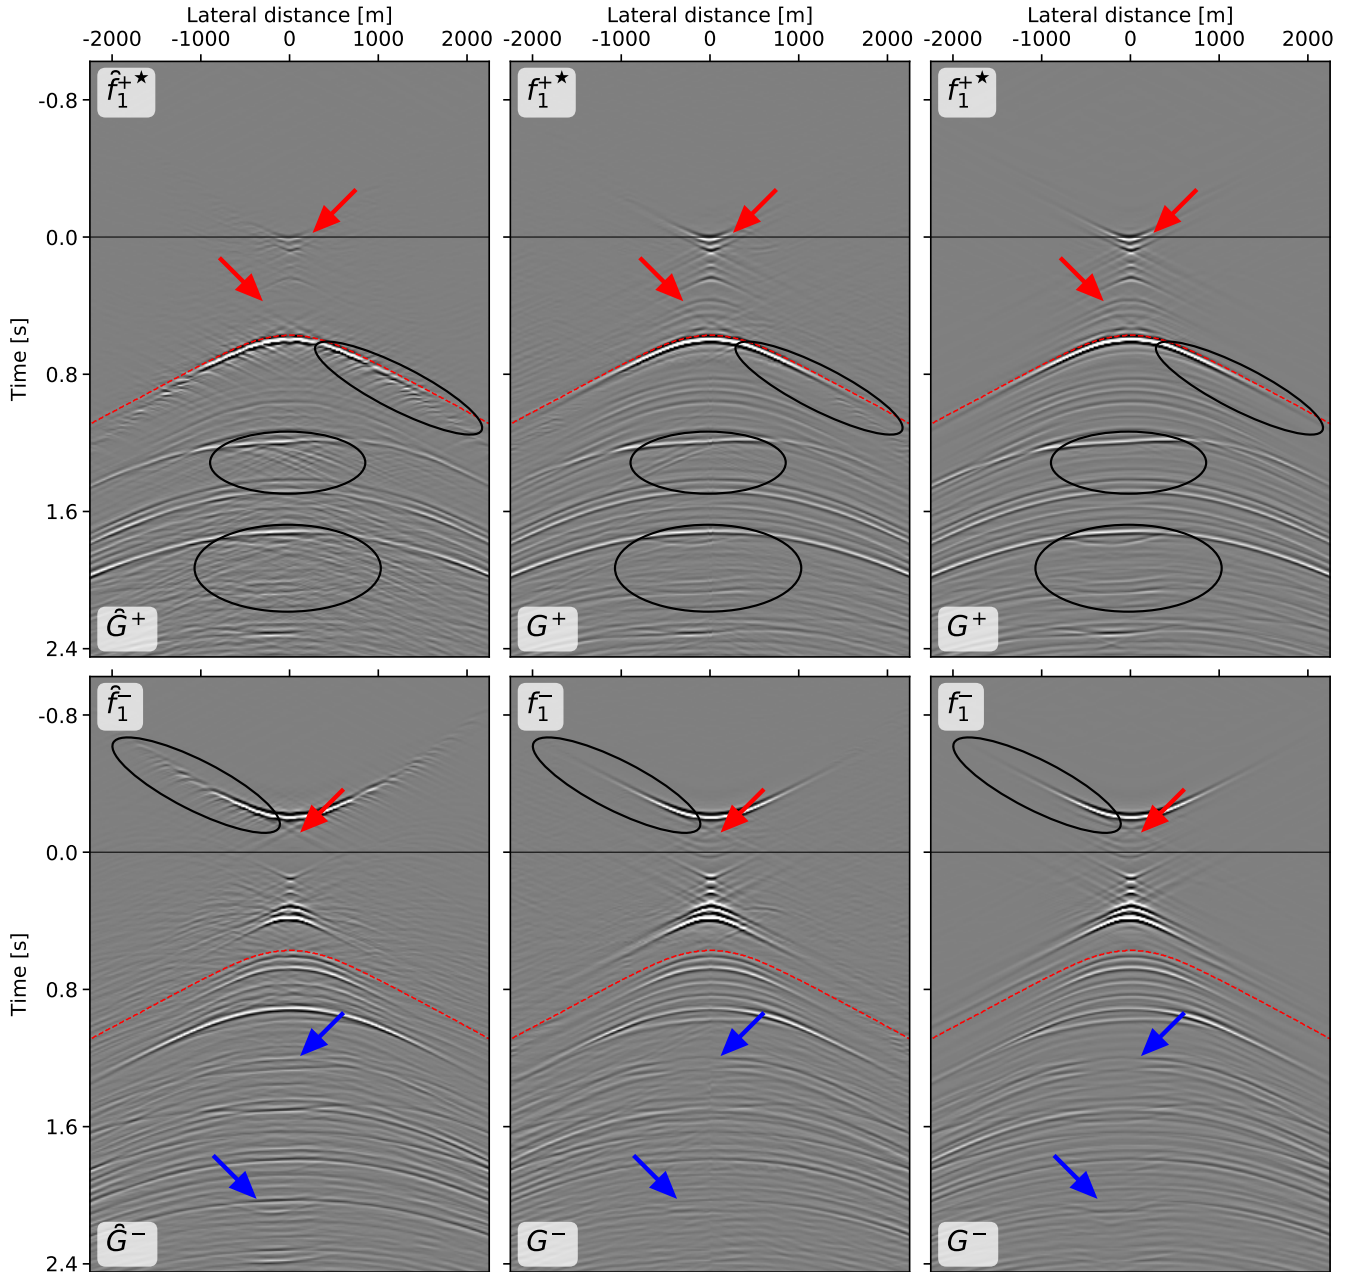 Lateral distance [m] Lateral distance [m] Lateral distance [m]
-2000 -1000 0 1000 2000 -2000 -1000 0 1000 2000 -2000 -1000 0 1000 2000
f̂₁⁺★ f₁⁺★ f₁⁺★
-0.8
0.0
Time [s]
0.8
1.6
Ĝ⁺ G⁺ G⁺
2.4
f̂₁⁻ f₁⁻ f₁⁻
-0.8
0.0
Time [s]
0.8
1.6
Ĝ⁻ G⁻ G⁻
2.4